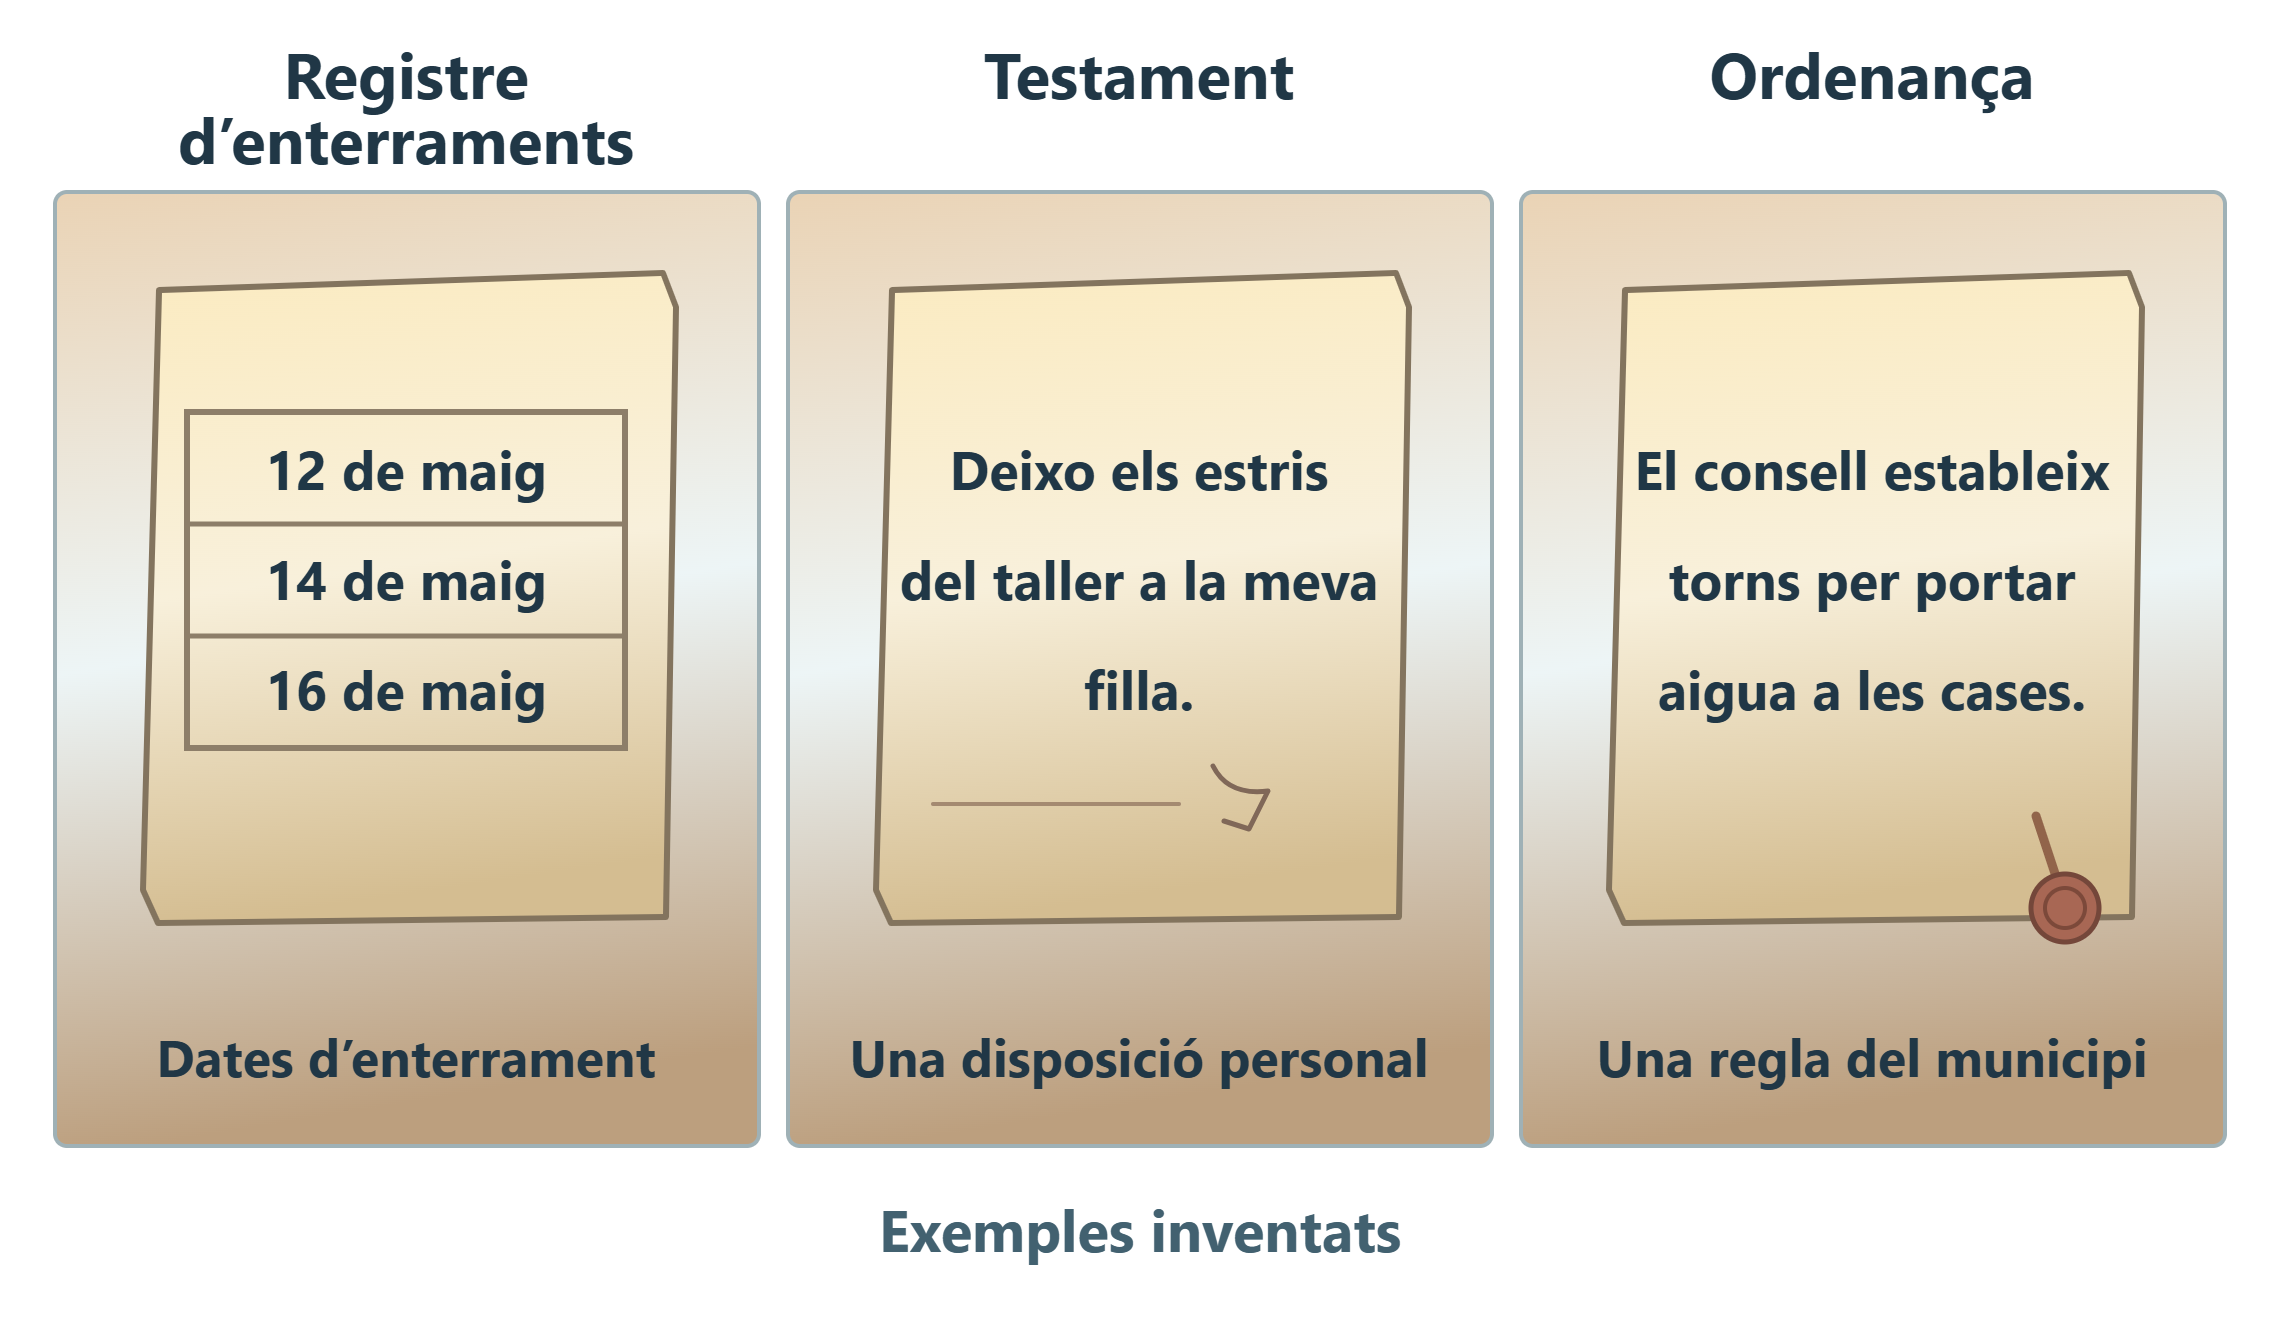 Registre
d’enterraments
12 de maig
14 de maig
16 de maig
Dates d’enterrament
Testament
Deixo els estris
del taller a la meva
filla.
Una disposició personal
Ordenança
El consell estableix
torns per portar
aigua a les cases.
Una regla del municipi
Exemples inventats